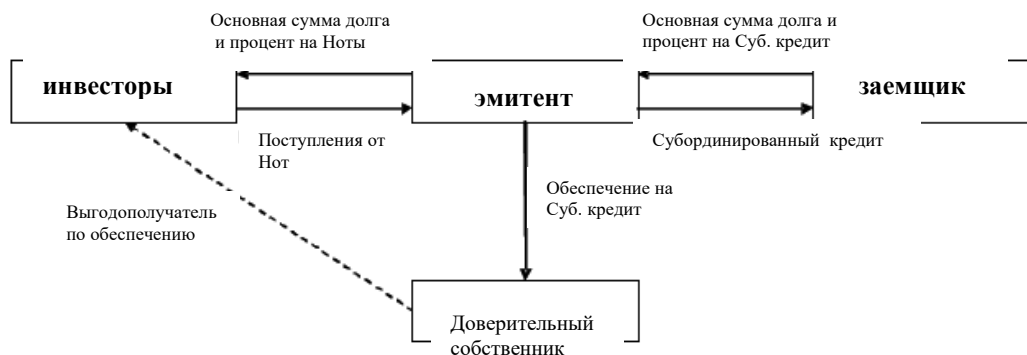 Основная сумма долга
и процент на Ноты
Основная сумма долга и
процент на Суб. кредит
инвесторы
эмитент
заемщик
Поступления от
Нот
Субординированный кредит
Обеспечение на
Суб. кредит
Выгодополучатель
по обеспечению
Доверительный
собственник